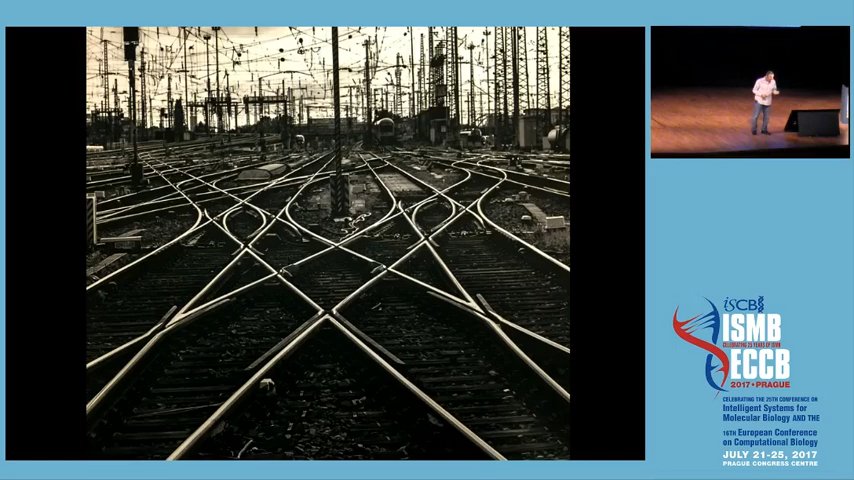 iSCB
ISMB
CELEBRATING 25 YEARS OF ISMB
ECCB
2017 • PRAGUE
CELEBRATING THE 25TH CONFERENCE ON
Intelligent Systems for
Molecular Biology AND THE
16TH European Conference
on Computational Biology
JULY 21-25, 2017
PRAGUE CONGRESS CENTRE